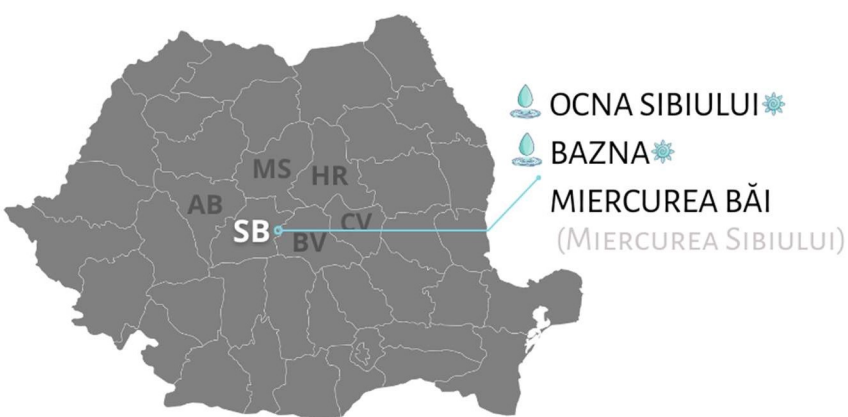 OCNA SIBIULUI
BAZNA
MIERCUREA BĂI
(MIERCUREA SIBIULUI)
MS
HR
AB
CV
SB
BV